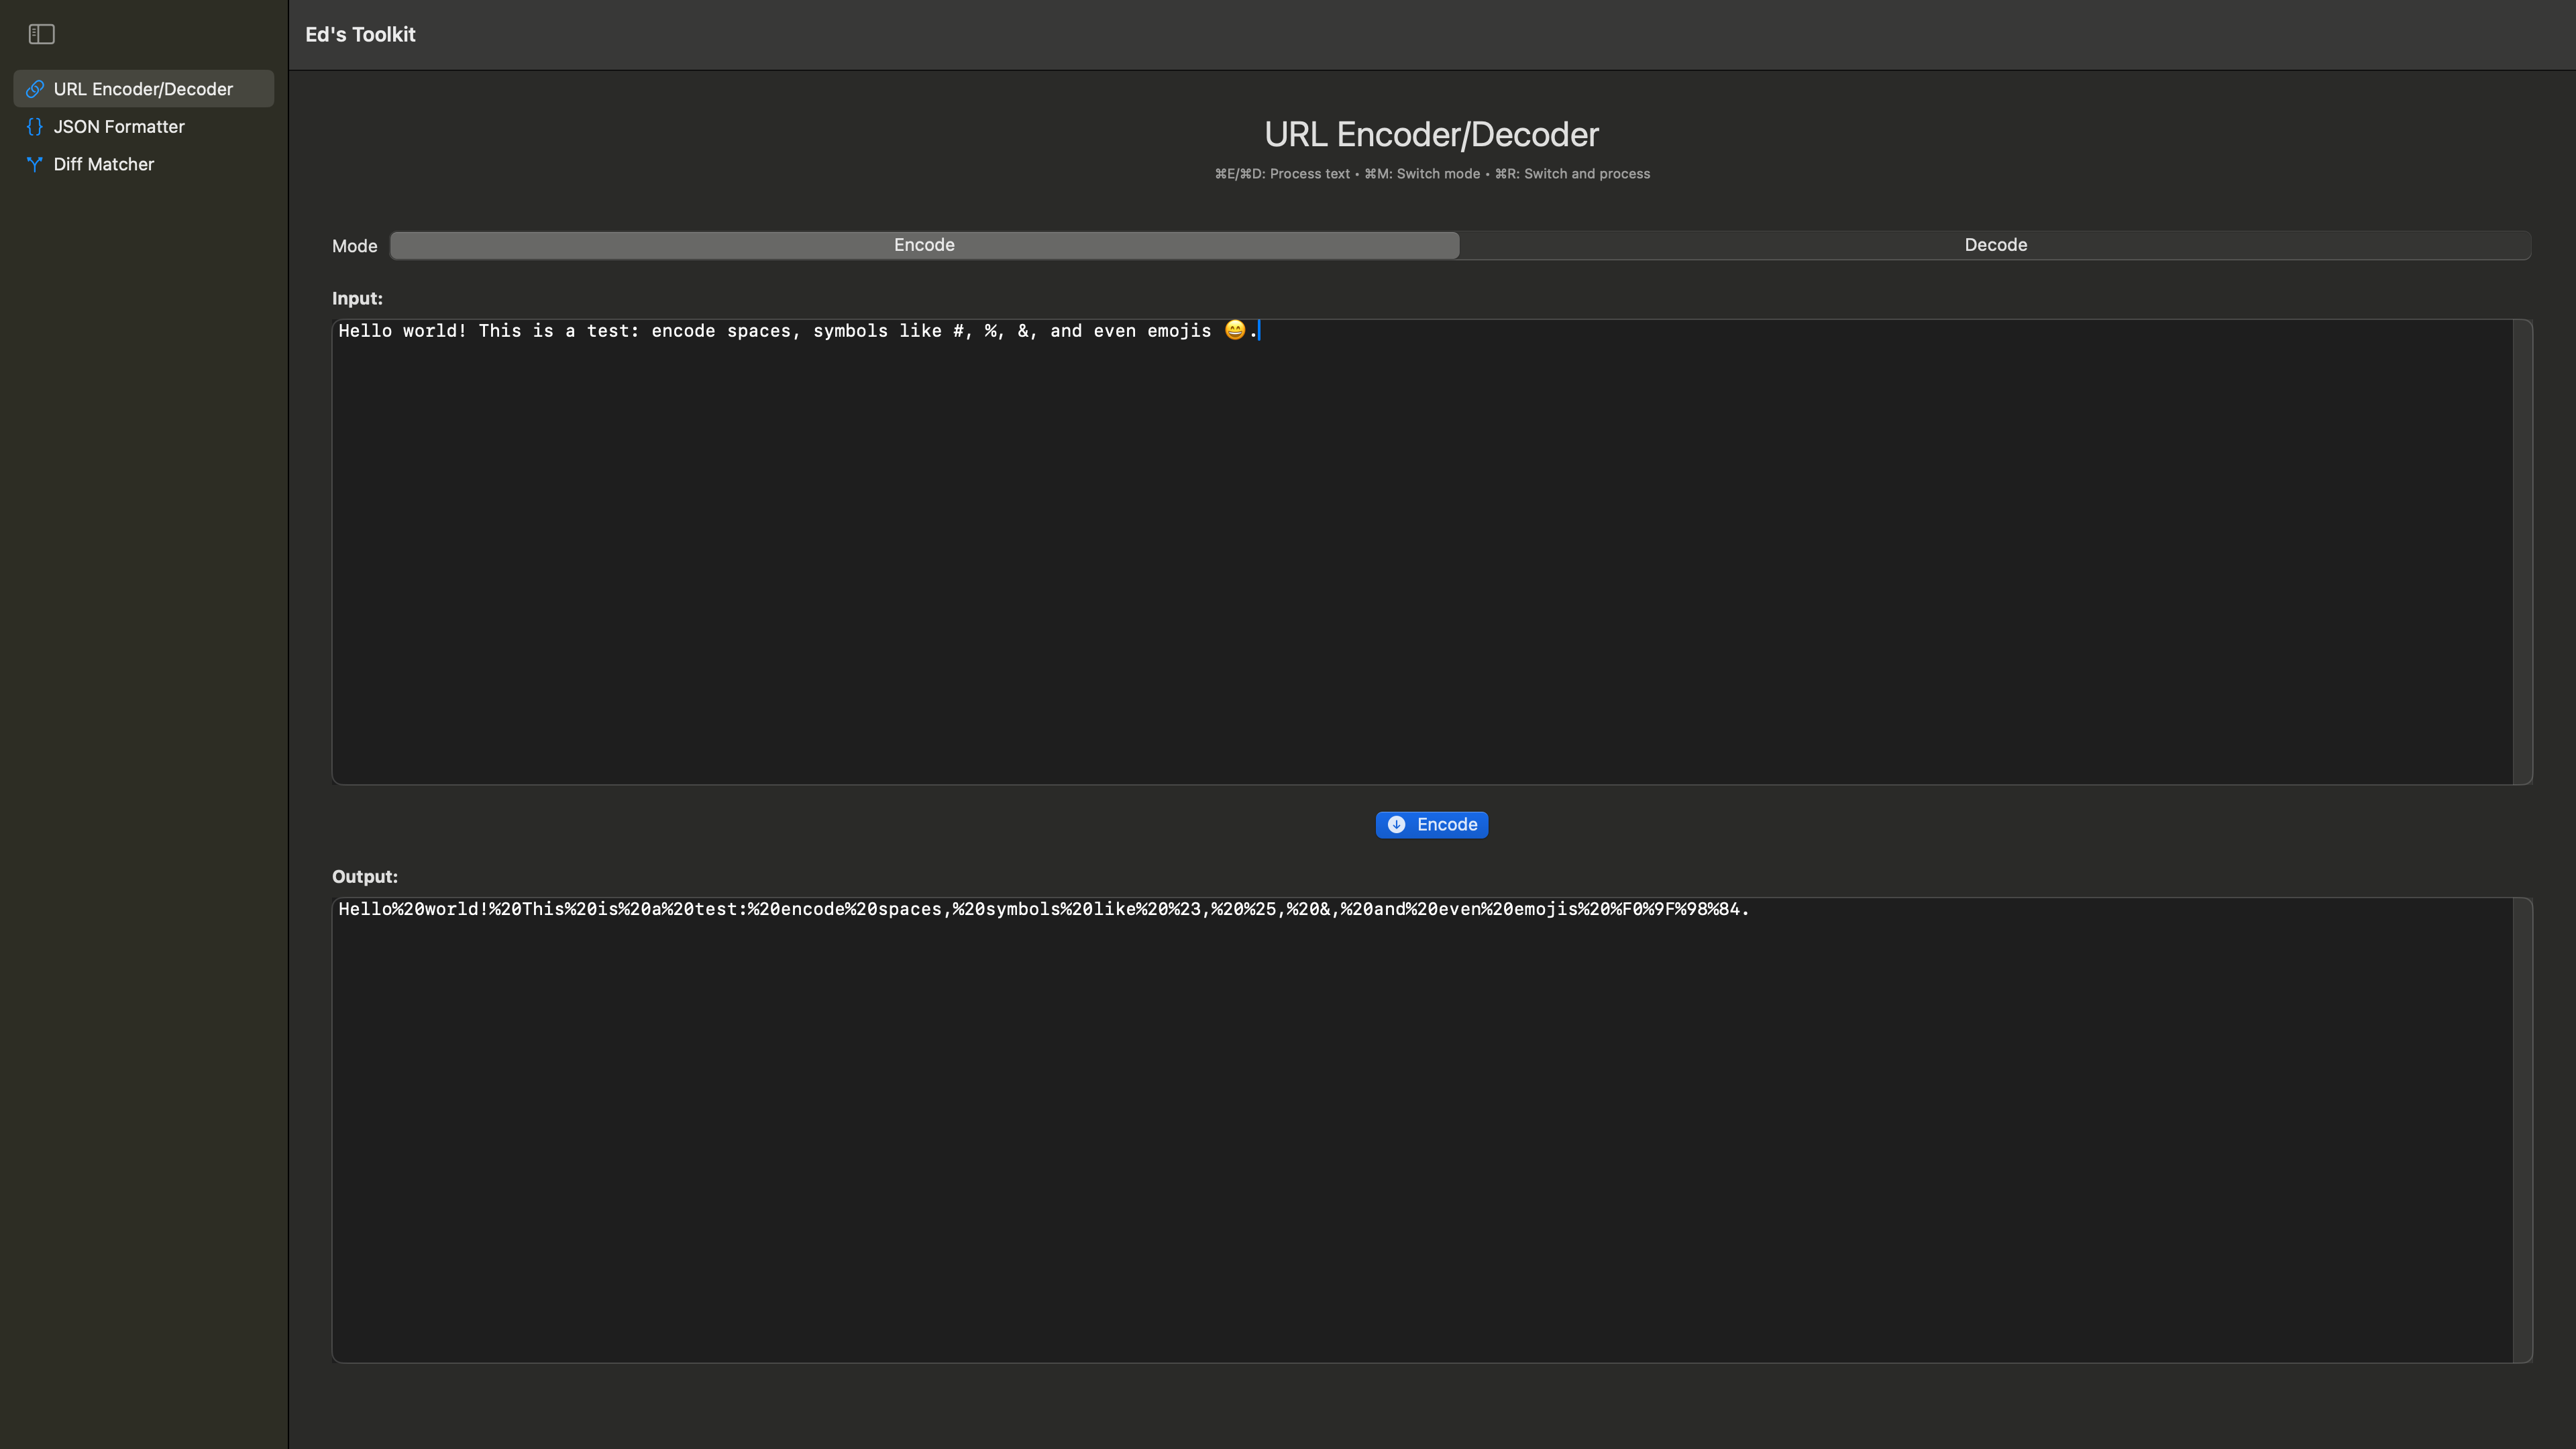 Ed's Toolkit
URL Encoder/Decoder
JSON Formatter
Diff Matcher
URL Encoder/Decoder
⌘E/⌘D: Process text • ⌘M: Switch mode • ⌘R: Switch and process
Mode Encode Decode
Input:
Hello world! This is a test: encode spaces, symbols like #, %, &, and even emojis 😄.
Encode
Output:
Hello%20world!%20This%20is%20a%20test:%20encode%20spaces,%20symbols%20like%20%23,%20%25,%20&,%20and%20even%20emojis%20%F0%9F%98%84.